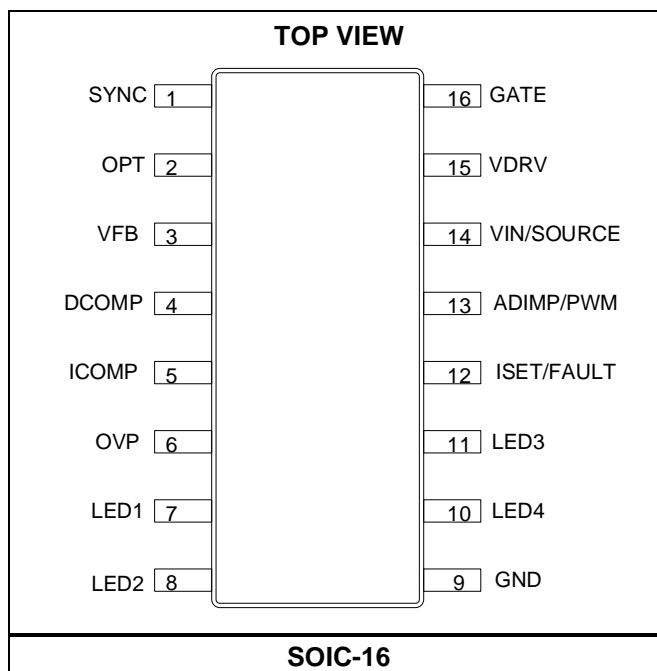 TOP VIEW
SYNC 1 16 GATE
OPT 2 15 VDRV
VFB 3 14 VIN/SOURCE
DCOMP 4 13 ADIMP/PWM
ICOMP 5 12 ISET/FAULT
OVP 6 11 LED3
LED1 7 10 LED4
LED2 8 9 GND
SOIC-16